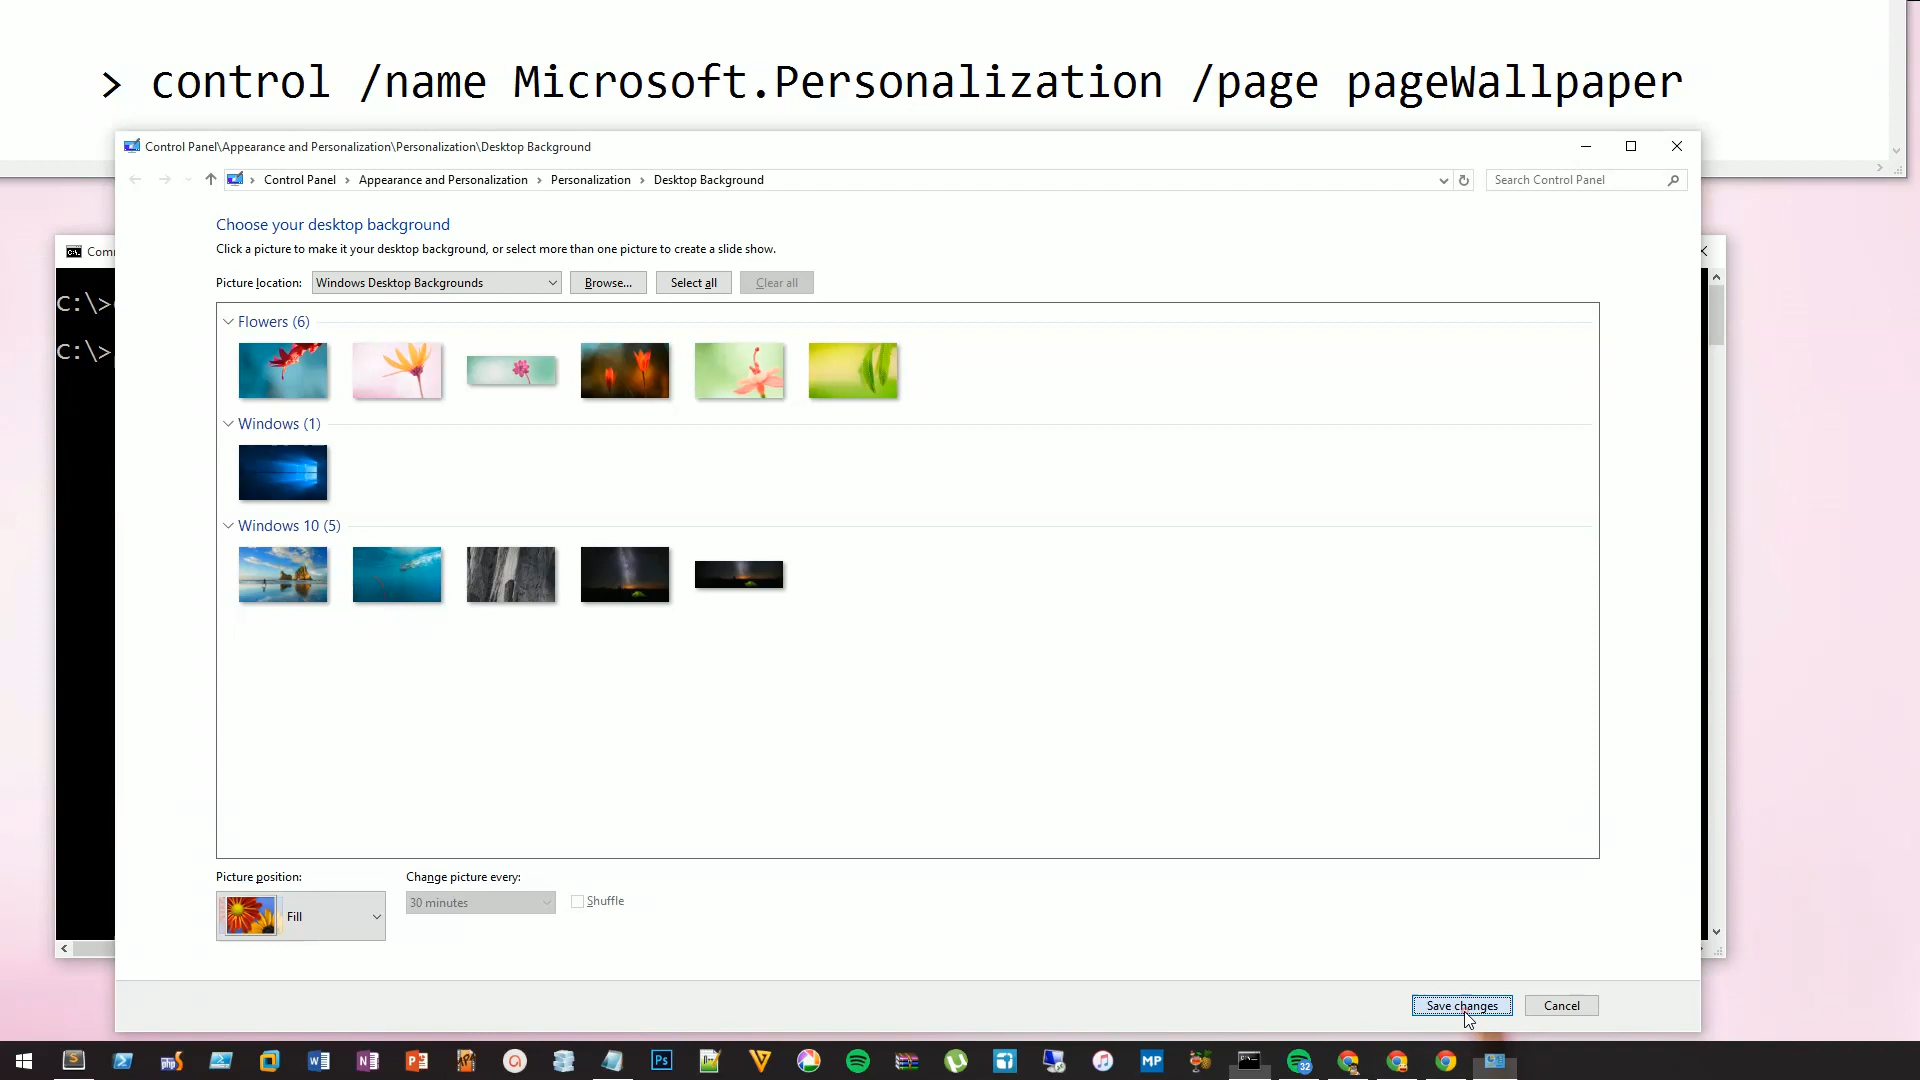 > control /name Microsoft.Personalization /page pageWallpaper
Control Panel\Appearance and Personalization\Personalization\Desktop Background
Control Panel > Appearance and Personalization > Personalization > Desktop Background
Search Control Panel
Choose your desktop background
Click a picture to make it your desktop background, or select more than one picture to create a slide show.
Picture location: Windows Desktop Backgrounds Browse... Select all Clear all
C:\>
C:\>
Flowers (6)
Windows (1)
Windows 10 (5)
Picture position: Change picture every:
Fill 30 minutes Shuffle
Save changes Cancel
32
Ps
MP